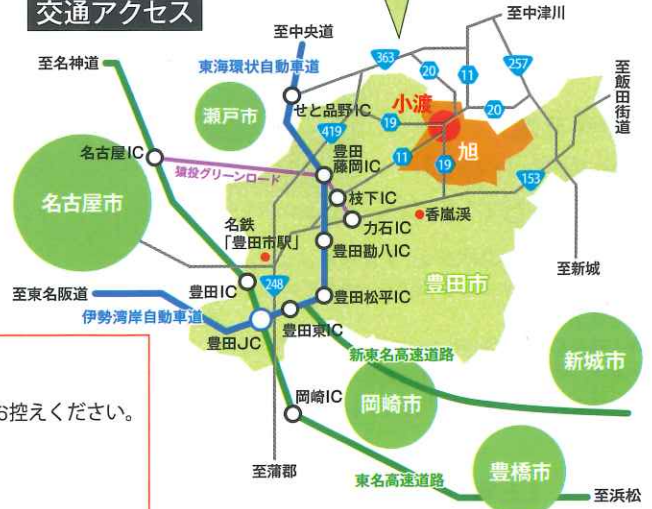 交通アクセス
至中央道
至中津川
至名神道
東海環状自動車道
363
20
11
257
至飯田街道
瀬戸市
せと品野IC
小渡
419
19
20
旭
名古屋IC
猿投グリーンロード
豊田藤岡IC
11
19
153
名古屋市
枝下IC
力石IC
香嵐渓
名鉄
「豊田市駅」
豊田勘八IC
至新城
豊田市
至東名阪道
豊田IC
248
豊田松平IC
伊勢湾岸自動車道
豊田東IC
豊田JC
新東名高速道路
新城市
お控えください。
岡崎IC
岡崎市
豊橋市
至蒲郡
東名高速道路
至浜松